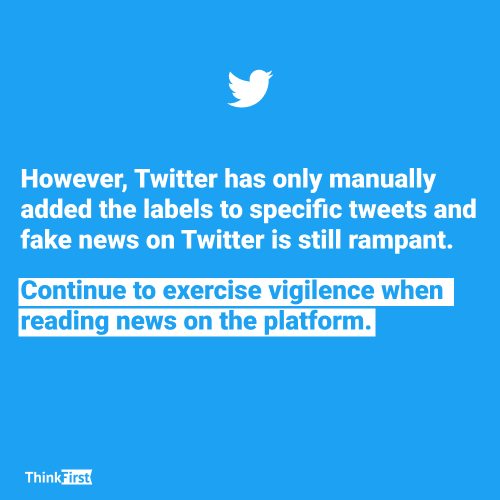 However, Twitter has only manually
added the labels to specific tweets and
fake news on Twitter is still rampant.
Continue to exercise vigilence when
reading news on the platform.
ThinkFirst